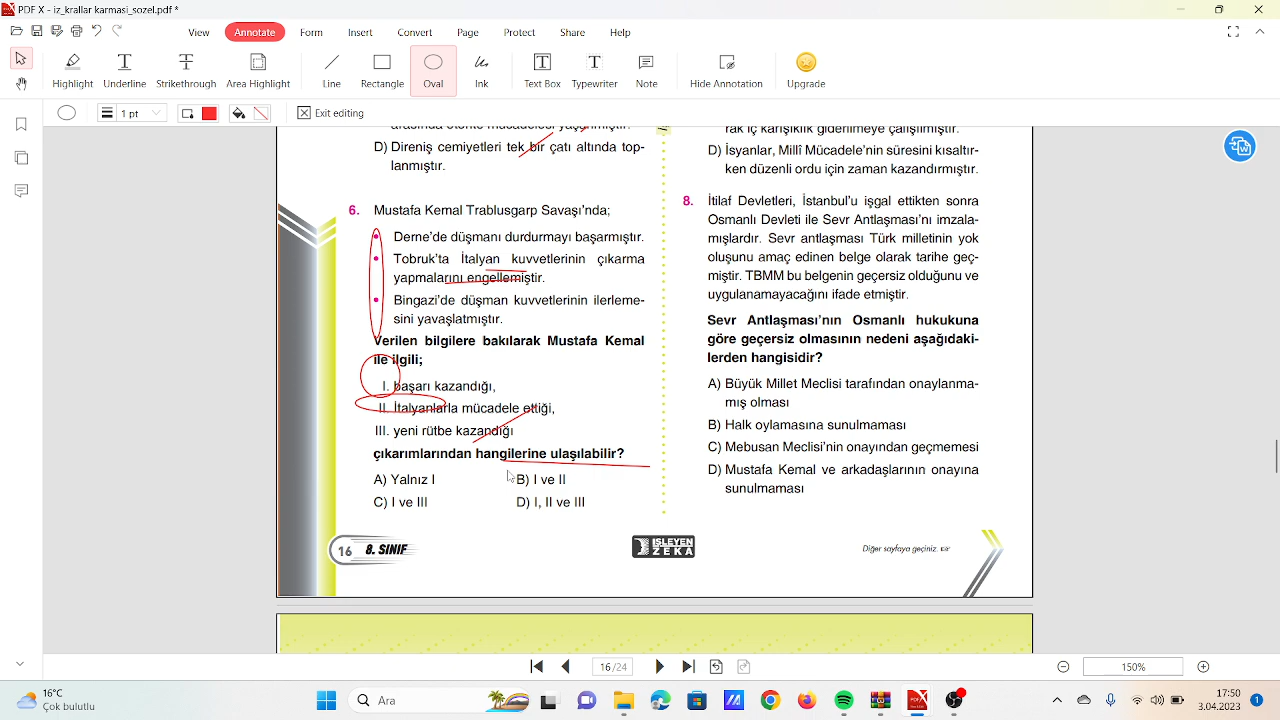 PDF X - iz_krallar karmasi_sozel.pdf *
View Annotate Form Insert Convert Page Protect Share Help
Highlight Underline Strikethrough Area Highlight Line Rectangle Oval Ink Text Box Typewriter Note Hide Annotation Upgrade
1 pt Exit editing
D) Direniş cemiyetleri tek bir çatı altında top-
lanmıştır.
6. Mustafa Kemal Trablusgarp Savaşı'nda;
• Derne'de düşmanı durdurmayı başarmıştır.
• Tobruk'ta İtalyan kuvvetlerinin çıkarma
yapmalarını engellemiştir.
• Bingazi'de düşman kuvvetlerinin ilerleme-
sini yavaşlatmıştır.
Verilen bilgilere bakılarak Mustafa Kemal
ile ilgili;
I. başarı kazandığı,
II. İtalyanlarla mücadele ettiği,
III. yeni rütbe kazandığı
çıkarımlarından hangilerine ulaşılabilir?
A) Yalnız I B) I ve II
C) I ve III D) I, II ve III
rak iç karışıklık giderilmeye çalışılmıştır.
D) İsyanlar, Millî Mücadele'nin süresini kısaltır-
ken düzenli ordu için zaman kazandırmıştır.
8. İtilaf Devletleri, İstanbul'u işgal ettikten sonra
Osmanlı Devleti ile Sevr Antlaşması'nı imzala-
mışlardır. Sevr antlaşması Türk milletinin yok
oluşunu amaç edinen belge olarak tarihe geç-
miştir. TBMM bu belgenin geçersiz olduğunu ve
uygulanamayacağını ifade etmiştir.
Sevr Antlaşması'nın Osmanlı hukukuna
göre geçersiz olmasının nedeni aşağıdaki-
lerden hangisidir?
A) Büyük Millet Meclisi tarafından onaylanma-
mış olması
B) Halk oylamasına sunulmaması
C) Mebusan Meclisi'nin onayından geçmemesi
D) Mustafa Kemal ve arkadaşlarının onayına
sunulmaması
16 8. SINIF
İŞLEYEN
ZEKA
Diğer sayfaya geçiniz.
16 /24
150%
16°C
Çok bulutlu
Ara
17:50
.04.2023
1